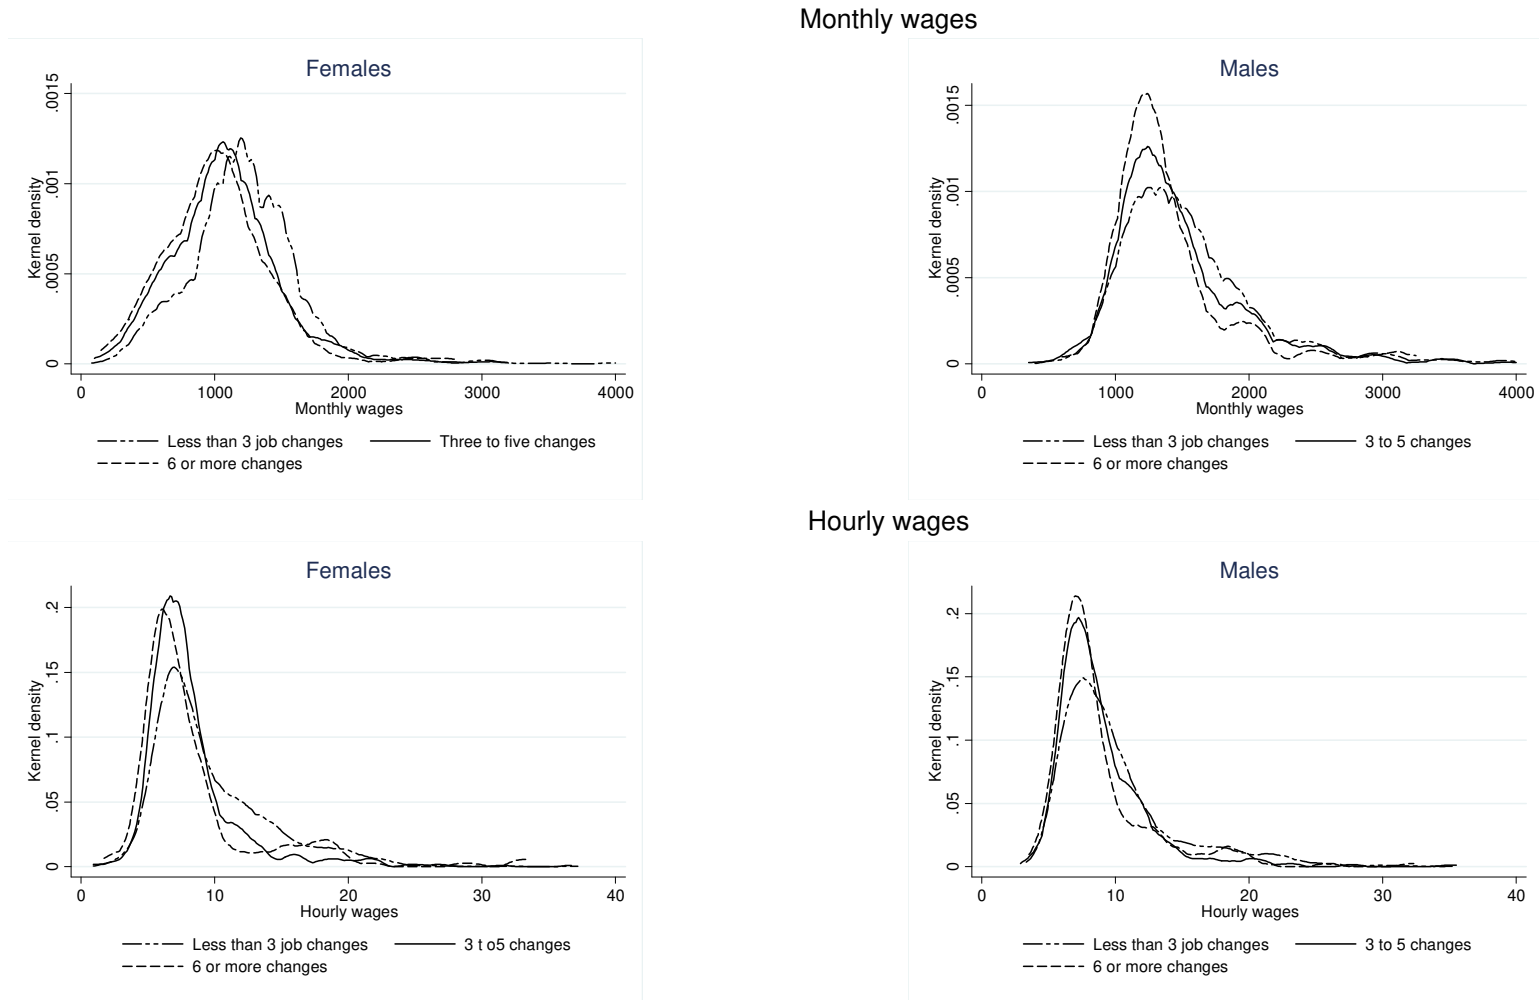 Monthly wages
Females
Kernel density
0 .0005 .001 .0015
0 1000 2000 3000 4000
Monthly wages
Less than 3 job changes Three to five changes
6 or more changes
Males
Kernel density
0 .0005 .001 .0015
0 1000 2000 3000 4000
Monthly wages
Less than 3 job changes 3 to 5 changes
6 or more changes
Hourly wages
Females
Kernel density
0 .05 .1 .15 .2
0 10 20 30 40
Hourly wages
Less than 3 job changes 3 t o5 changes
6 or more changes
Males
Kernel density
0 .05 .1 .15 .2
0 10 20 30 40
Hourly wages
Less than 3 job changes 3 to 5 changes
6 or more changes